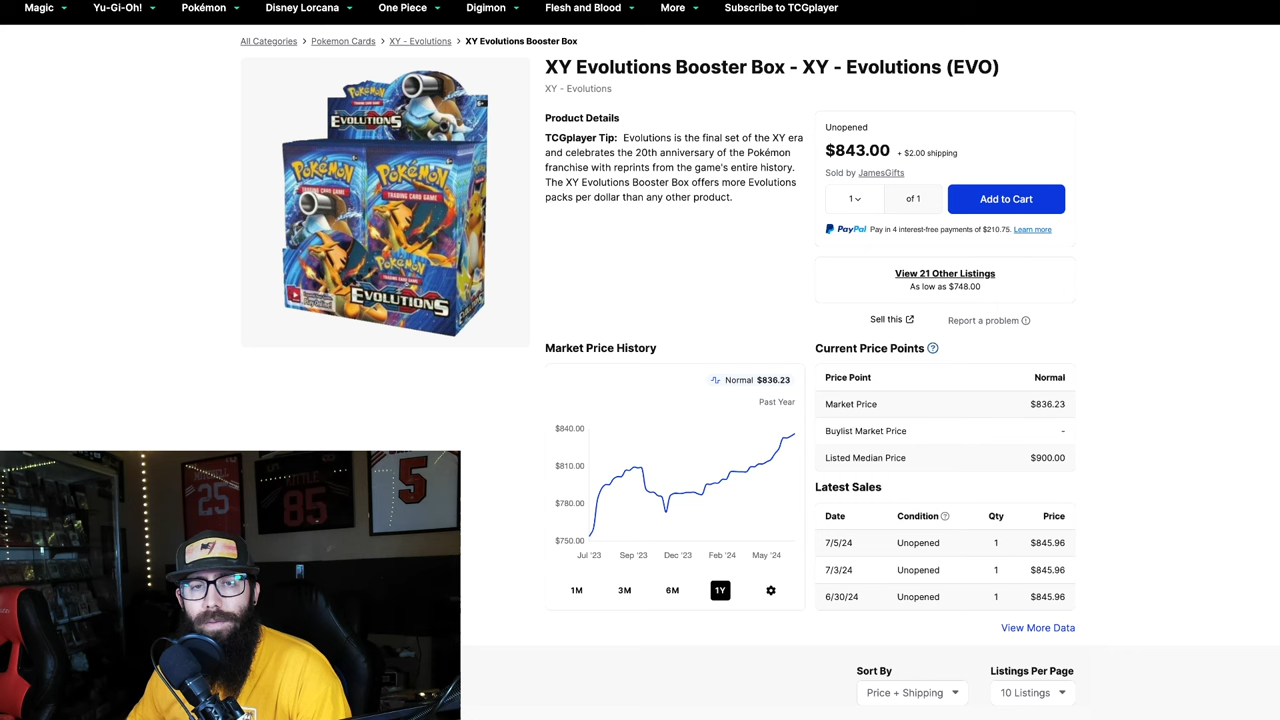 Magic Yu-Gi-Oh! Pokémon Disney Lorcana One Piece Digimon Flesh and Blood More Subscribe to TCGplayer
All Categories > Pokemon Cards > XY - Evolutions > XY Evolutions Booster Box
XY Evolutions Booster Box - XY - Evolutions (EVO)
XY - Evolutions
Pokémon
EVOLUTIONS
Pokémon
TRADING CARD GAME
Pokémon
TRADING CARD GAME
Pokémon
EVOLUTIONS
Product Details
TCGplayer Tip: Evolutions is the final set of the XY era
and celebrates the 20th anniversary of the Pokémon
franchise with reprints from the game's entire history.
The XY Evolutions Booster Box offers more Evolutions
packs per dollar than any other product.
Unopened
$843.00 + $2.00 shipping
Sold by JamesGifts
1 of 1 Add to Cart
PayPal Pay in 4 interest-free payments of $210.75. Learn more
View 21 Other Listings
As low as $748.00
Sell this Report a problem
Market Price History
Normal $836.23
Past Year
$840.00
$810.00
$780.00
$750.00
Jul '23 Sep '23 Dec '23 Feb '24 May '24
1M 3M 6M 1Y
Current Price Points
Price Point Normal
Market Price $836.23
Buylist Market Price -
Listed Median Price $900.00
Latest Sales
Date Condition Qty Price
7/5/24 Unopened 1 $845.96
7/3/24 Unopened 1 $845.96
6/30/24 Unopened 1 $845.96
View More Data
Sort By Listings Per Page
Price + Shipping 10 Listings
25
85
5